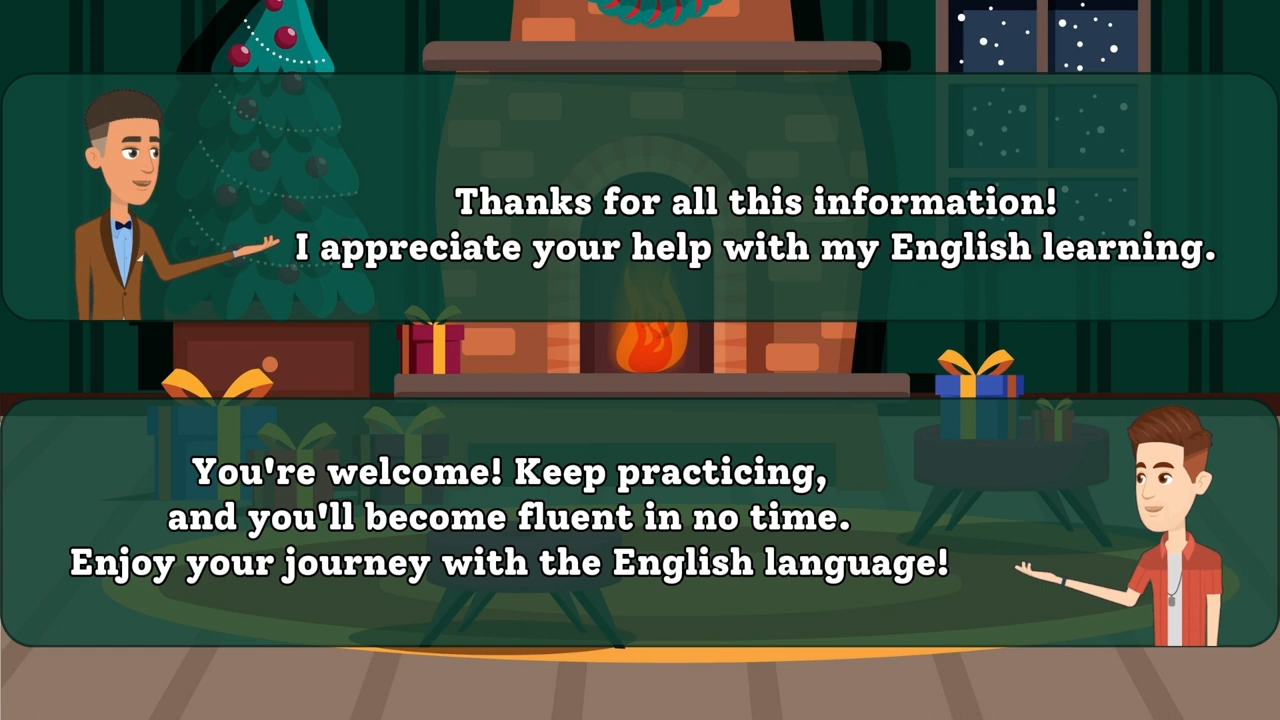 Thanks for all this information!
I appreciate your help with my English learning.
You're welcome! Keep practicing,
and you'll become fluent in no time.
Enjoy your journey with the English language!